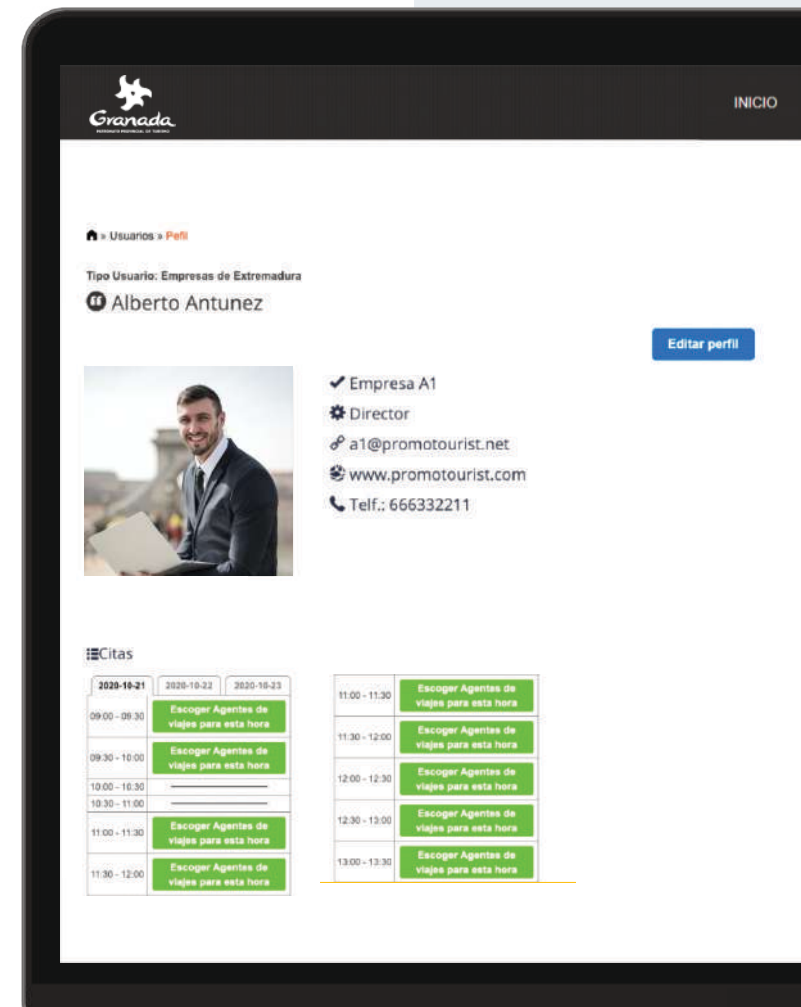 Granada
PATRONATO PROVINCIAL DE TURISMO
INICIO
» Usuarios » Pefil
Tipo Usuario: Empresas de Extremadura
Alberto Antunez
Editar perfil
Empresa A1
Director
a1@promotourist.net
www.promotourist.com
Telf.: 666332211
Citas
2020-10-21 2020-10-22 2020-10-23
09:00 - 09:30 Escoger Agentes de
viajes para esta hora
09:30 - 10:00 Escoger Agentes de
viajes para esta hora
10:00 - 10:30
10:30 - 11:00
11:00 - 11:30 Escoger Agentes de
viajes para esta hora
11:30 - 12:00 Escoger Agentes de
viajes para esta hora
11:00 - 11:30 Escoger Agentes de
viajes para esta hora
11:30 - 12:00 Escoger Agentes de
viajes para esta hora
12:00 - 12:30 Escoger Agentes de
viajes para esta hora
12:30 - 13:00 Escoger Agentes de
viajes para esta hora
13:00 - 13:30 Escoger Agentes de
viajes para esta hora